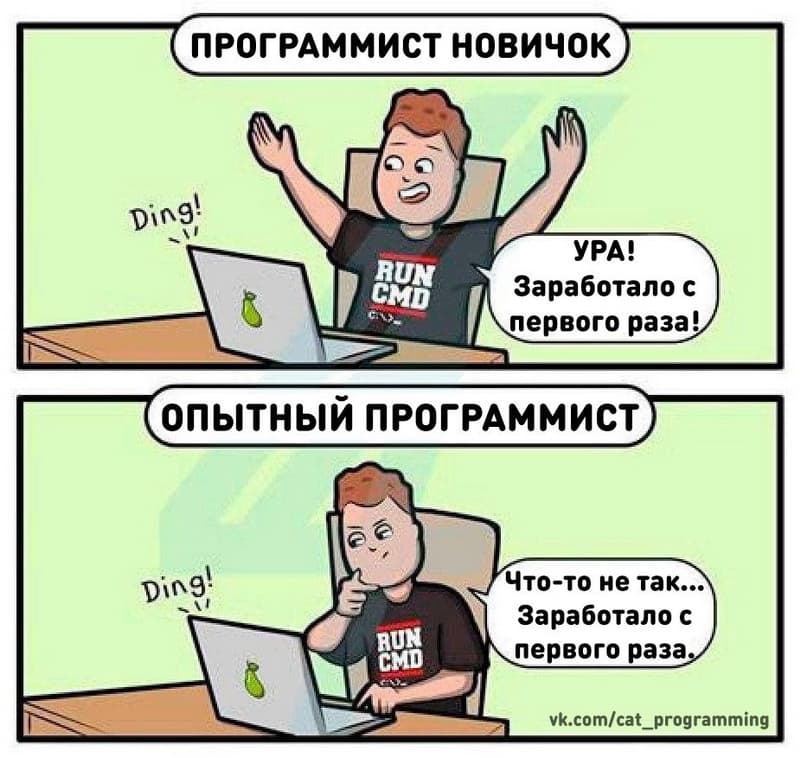 ПРОГРАММИСТ НОВИЧОК
Ding!
УРА!
Заработало с
первого раза!
RUN
CMD
C:\>_
ОПЫТНЫЙ ПРОГРАММИСТ
Ding!
Что-то не так...
Заработало с
первого раза.
RUN
CMD
C:\>_
vk.com/cat_programming